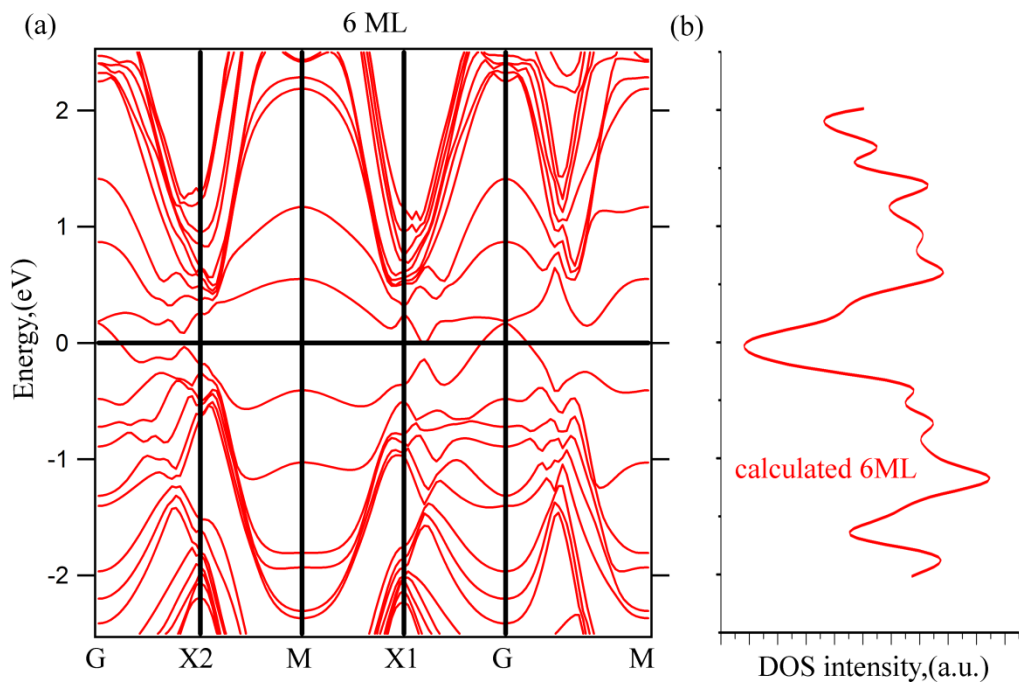 (a)
6 ML
(b)
Energy,(eV)
2
1
0
-1
-2
G X2 M X1 G M
calculated 6ML
DOS intensity,(a.u.)